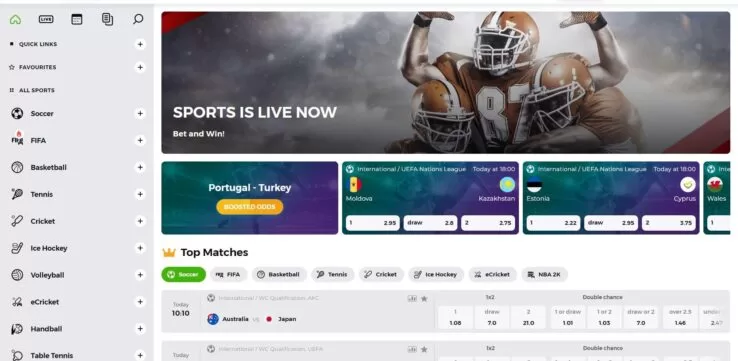 LIVE
QUICK LINKS +
FAVOURITES +
ALL SPORTS
Soccer +
FIFA +
Basketball +
Tennis +
Cricket +
Ice Hockey +
Volleyball +
eCricket +
Handball +
Table Tennis +
SPORTS IS LIVE NOW
Bet and Win!
87
Portugal - Turkey
BOOSTED ODDS
International / UEFA Nations League Today at 18:00
Moldova Kazakhstan
1 2.95 draw 2.8 2 2.75
International / UEFA Nations League Today at 18:00
Estonia Cyprus
1 2.22 draw 2.95 2 3.75
Inte
Wales
1
Top Matches
Soccer FIFA Basketball Tennis Cricket Ice Hockey eCricket NBA 2K
Today
10:10
International / WC Qualification, AFC
Australia VS Japan
1x2 Double chance
1 draw 2 1 or draw 1 or 2 draw or 2 over 2.5 under
1.08 7.0 21.0 1.01 1.03 7.0 1.46 2.47
Today
International / WC Qualification, UEFA
1x2 Double chance